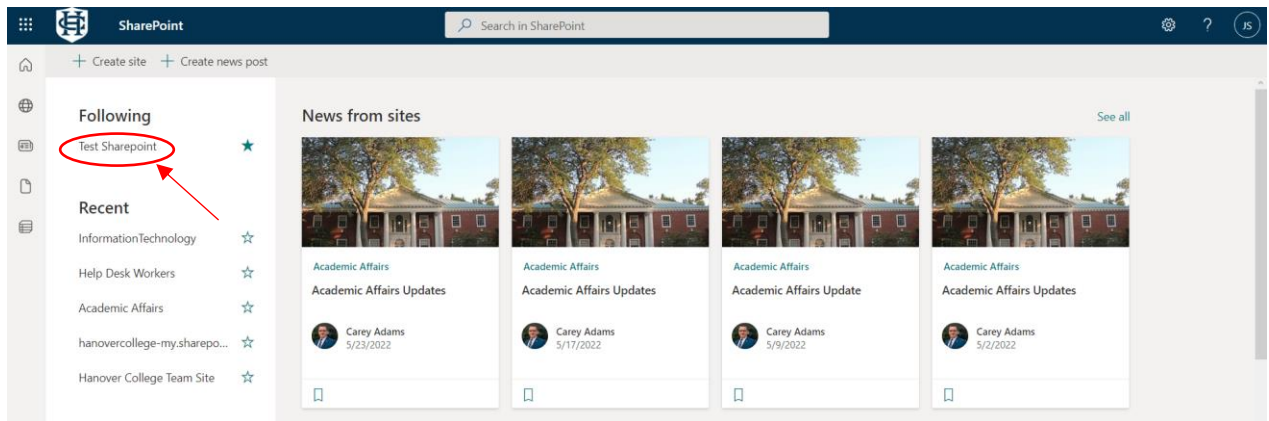 SharePoint
Search in SharePoint
?
JS
+ Create site + Create news post
Following
Test Sharepoint
Recent
InformationTechnology
Help Desk Workers
Academic Affairs
hanovercollege-my.sharepo...
Hanover College Team Site
News from sites
See all
Academic Affairs
Academic Affairs Updates
Carey Adams
5/23/2022
Academic Affairs
Academic Affairs Updates
Carey Adams
5/17/2022
Academic Affairs
Academic Affairs Update
Carey Adams
5/9/2022
Academic Affairs
Academic Affairs Updates
Carey Adams
5/2/2022